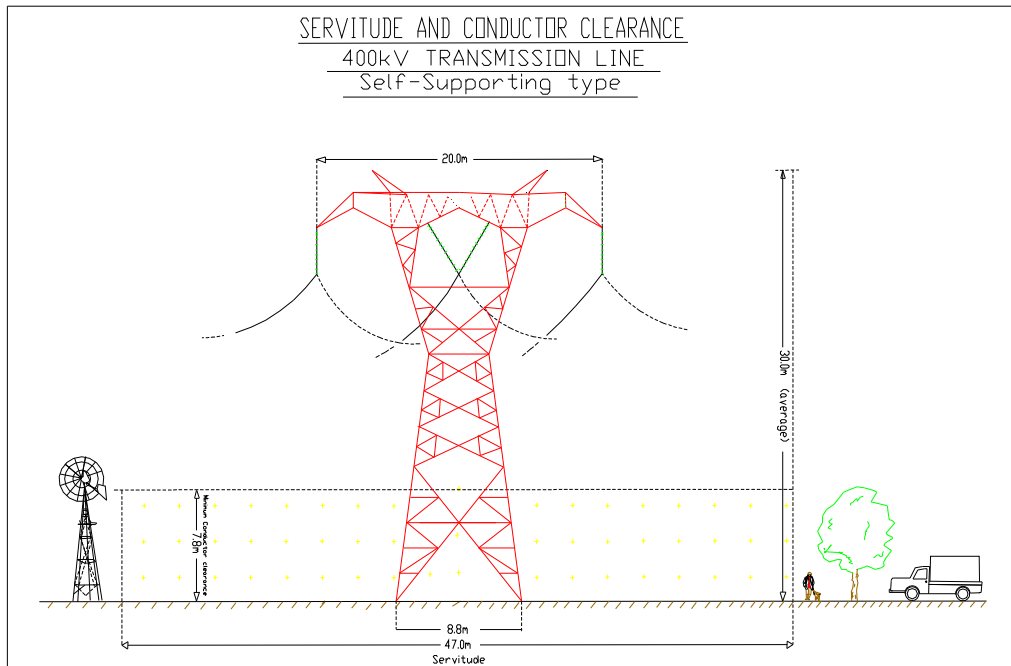 SERVITUDE AND CONDUCTOR CLEARANCE
400kV TRANSMISSION LINE
Self-Supporting type
20.0m
30.0m (average)
Minimun Conductor clearance
7.8m
8.8m
47.0m
Servitude